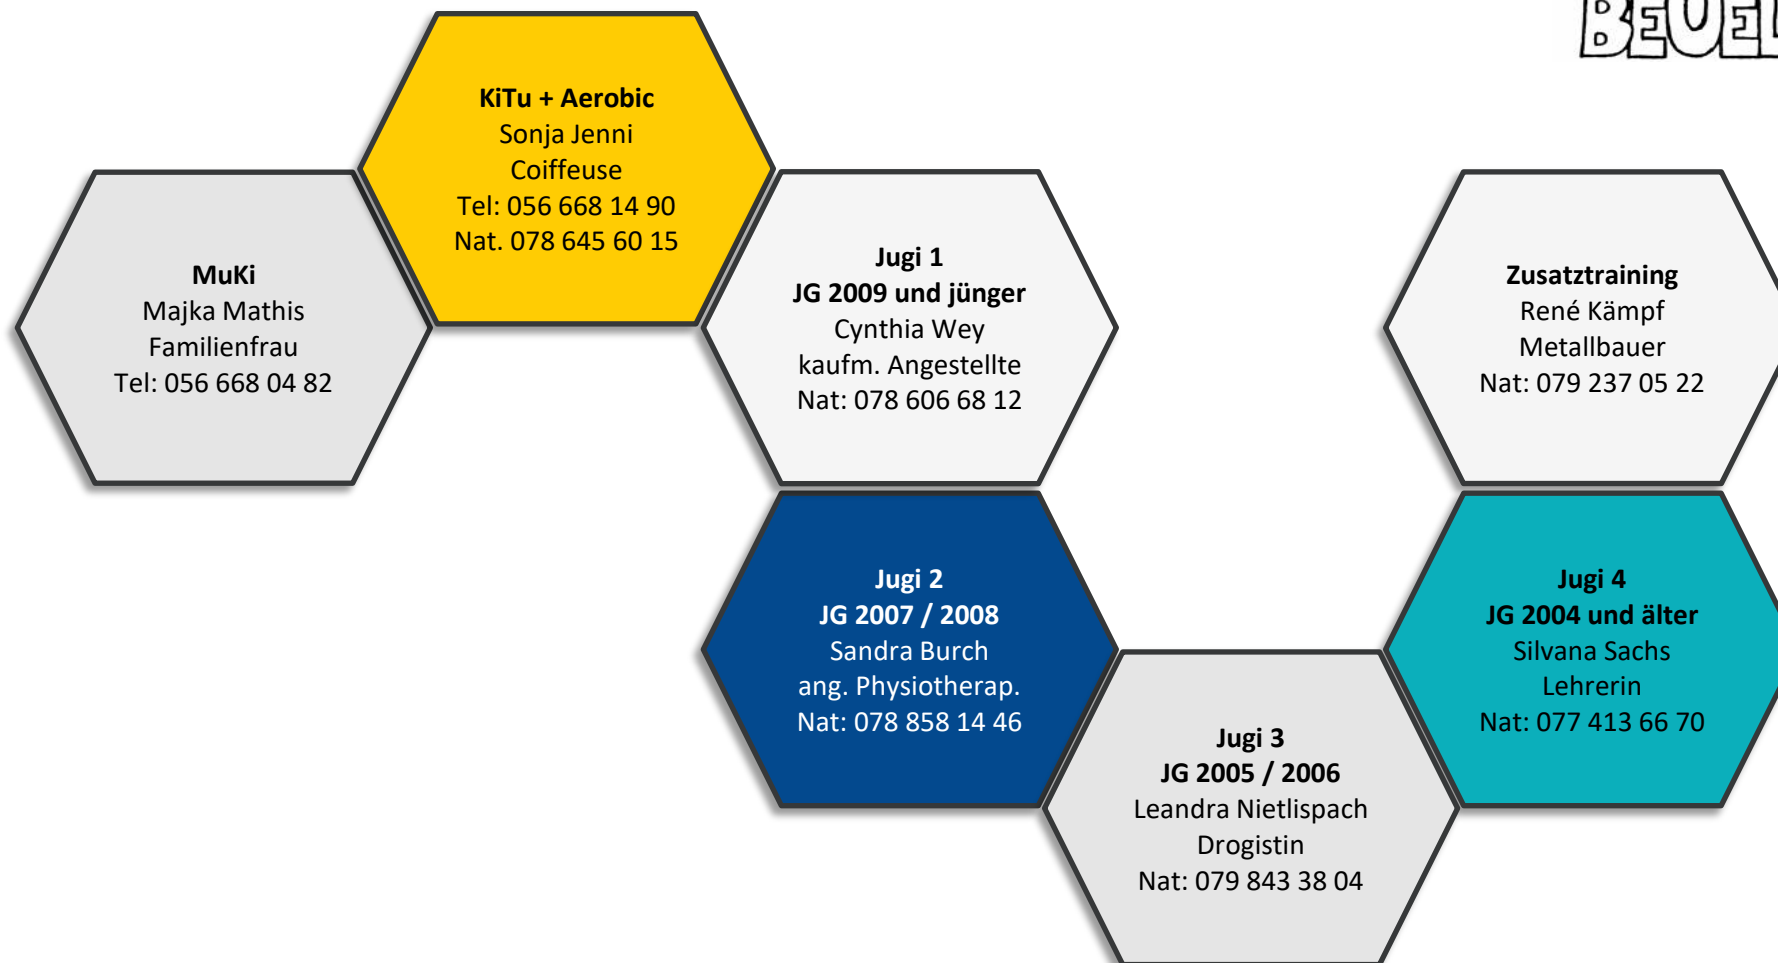 BEUEL
KiTu + Aerobic
Sonja Jenni
Coiffeuse
Tel: 056 668 14 90
Nat. 078 645 60 15
MuKi
Majka Mathis
Familienfrau
Tel: 056 668 04 82
Jugi 1
JG 2009 und jünger
Cynthia Wey
kaufm. Angestellte
Nat: 078 606 68 12
Zusatztraining
René Kämpf
Metallbauer
Nat: 079 237 05 22
Jugi 2
JG 2007 / 2008
Sandra Burch
ang. Physiotherap.
Nat: 078 858 14 46
Jugi 4
JG 2004 und älter
Silvana Sachs
Lehrerin
Nat: 077 413 66 70
Jugi 3
JG 2005 / 2006
Leandra Nietlispach
Drogistin
Nat: 079 843 38 04